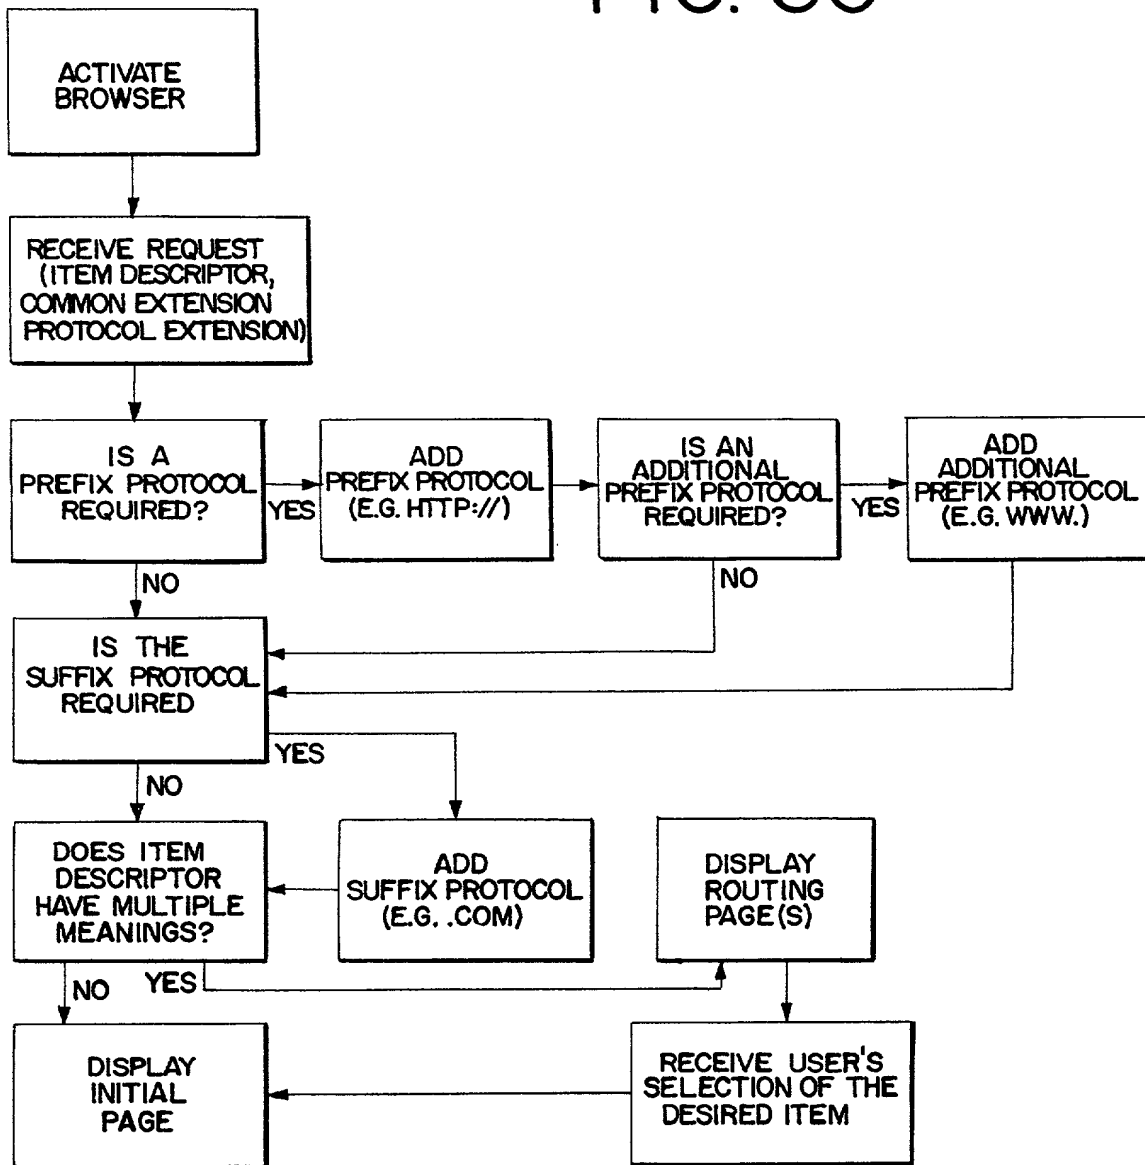 ACTIVATE
BROWSER
RECEIVE REQUEST
(ITEM DESCRIPTOR,
COMMON EXTENSION
PROTOCOL EXTENSION)
IS A
PREFIX PROTOCOL
REQUIRED?
YES
ADD
PREFIX PROTOCOL
(E.G. HTTP://)
IS AN
ADDITIONAL
PREFIX PROTOCOL
REQUIRED?
YES
ADD
ADDITIONAL
PREFIX PROTOCOL
(E.G. WWW.)
NO
NO
IS THE
SUFFIX PROTOCOL
REQUIRED
YES
NO
DOES ITEM
DESCRIPTOR
HAVE MULTIPLE
MEANINGS?
ADD
SUFFIX PROTOCOL
(E.G. .COM)
DISPLAY
ROUTING
PAGE(S)
NO
YES
DISPLAY
INITIAL
PAGE
RECEIVE USER'S
SELECTION OF THE
DESIRED ITEM